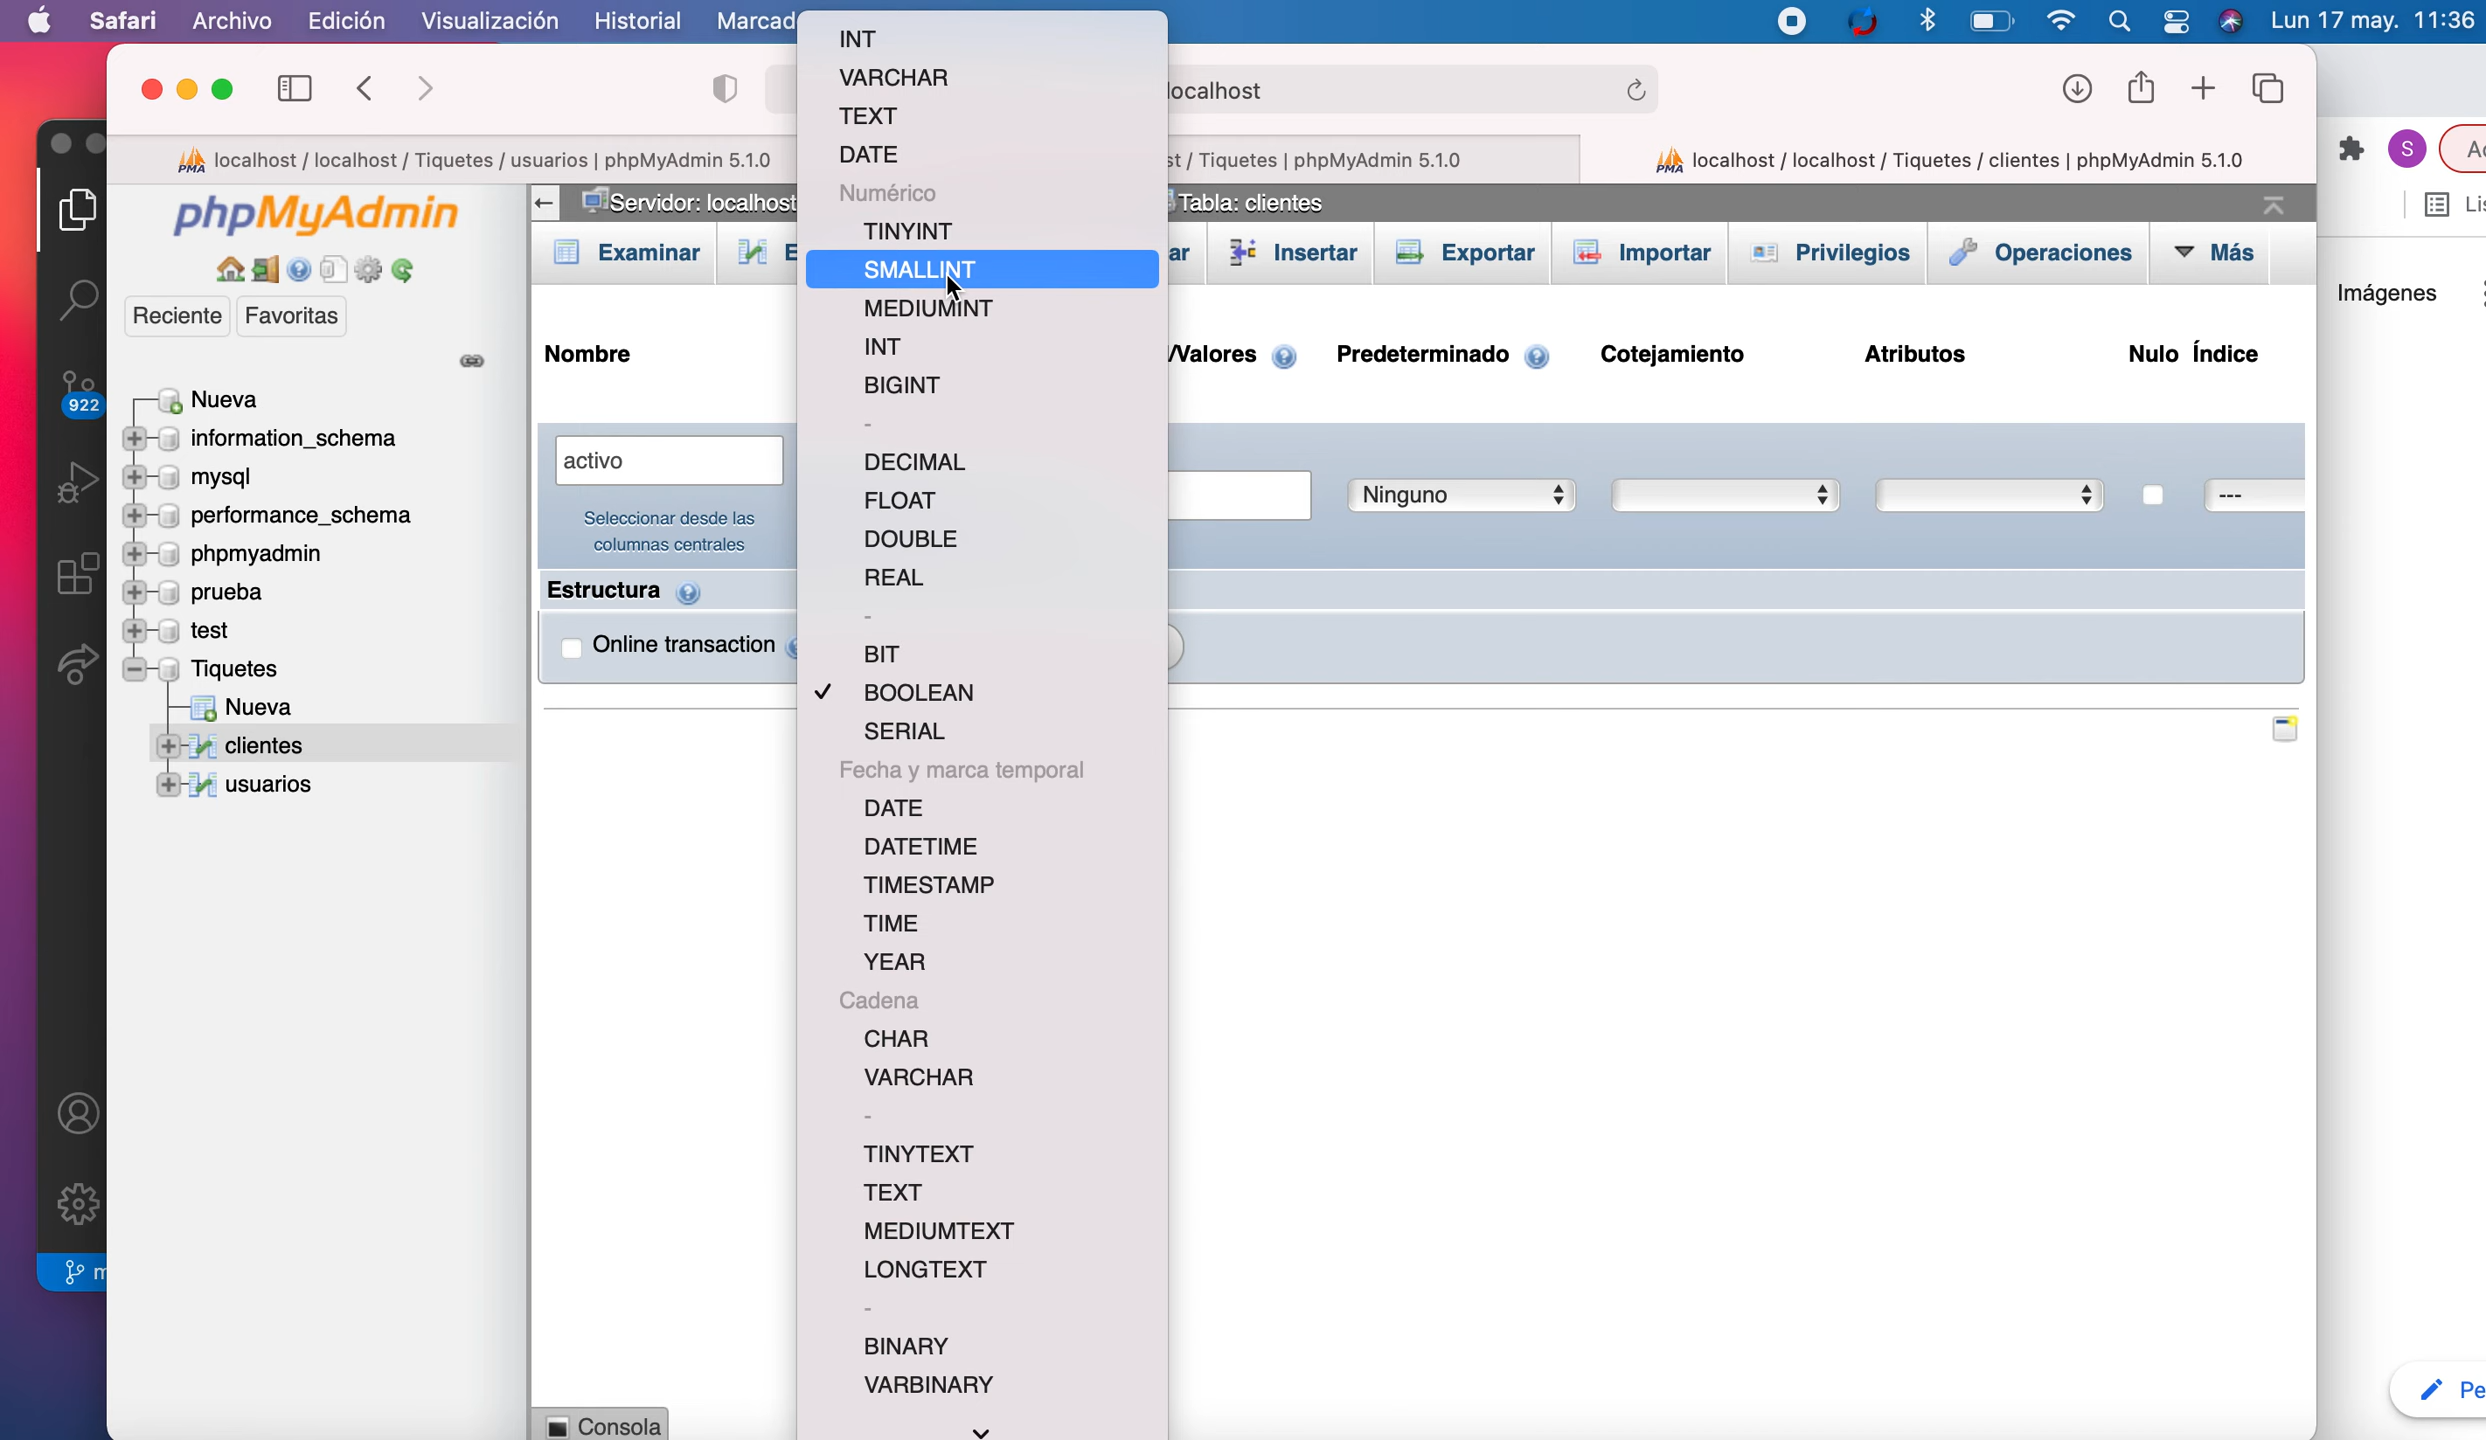 Safari Archivo Edición Visualización Historial Marcad
Lun 17 may. 11:36
localhost
localhost / localhost / Tiquetes / usuarios | phpMyAdmin 5.1.0
st / Tiquetes | phpMyAdmin 5.1.0
localhost / localhost / Tiquetes / clientes | phpMyAdmin 5.1.0
S
phpMyAdmin
Reciente Favoritas
Nueva
information_schema
mysql
performance_schema
phpmyadmin
prueba
test
Tiquetes
Nueva
clientes
usuarios
922
Servidor: localhost
Tabla: clientes
Examinar
E
ar
Insertar
Exportar
Importar
Privilegios
Operaciones
Más
Nombre
/Valores
Predeterminado
Cotejamiento
Atributos
Nulo
Índice
activo
Seleccionar desde las
columnas centrales
Ninguno
---
Estructura
Online transaction
Consola
INT
VARCHAR
TEXT
DATE
Numérico
TINYINT
SMALLINT
MEDIUMINT
INT
BIGINT
-
DECIMAL
FLOAT
DOUBLE
REAL
-
BIT
✓ BOOLEAN
SERIAL
Fecha y marca temporal
DATE
DATETIME
TIMESTAMP
TIME
YEAR
Cadena
CHAR
VARCHAR
-
TINYTEXT
TEXT
MEDIUMTEXT
LONGTEXT
-
BINARY
VARBINARY
Imágenes
Pe